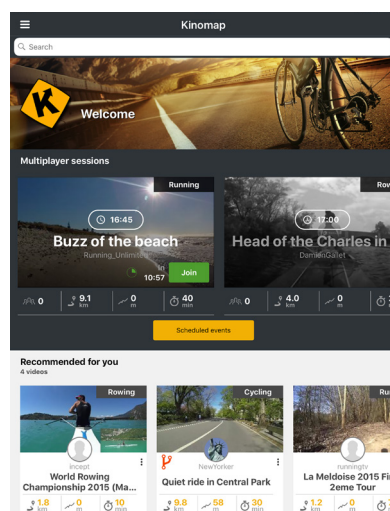 Kinomap
Search
Welcome
Multiplayer sessions
Running
16:45
Buzz of the beach
Running_Unlimited
In
10:57
Join
0
9.1 km
0 m
40 min
17:00
Head of the Charles in
DamienGallet
0
4.0 km
0 m
Scheduled events
Recommended for you
4 videos
Rowing
incept
World Rowing
Championship 2015 (Ma...
1.8 km
0 m
10 min
Cycling
NewYorker
Quiet ride in Central Park
9.8 km
58 m
30 min
runningtv
La Meldoise 2015 Fi
2eme Tour
1.2 km
0 m